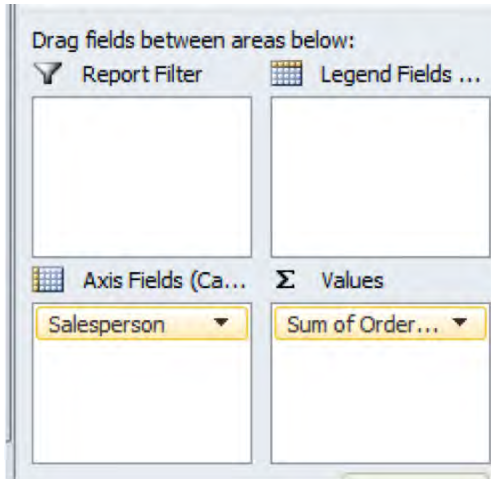 Drag fields between areas below:
Report Filter
Legend Fields ...
Axis Fields (Ca...
Σ Values
Salesperson
Sum of Order...